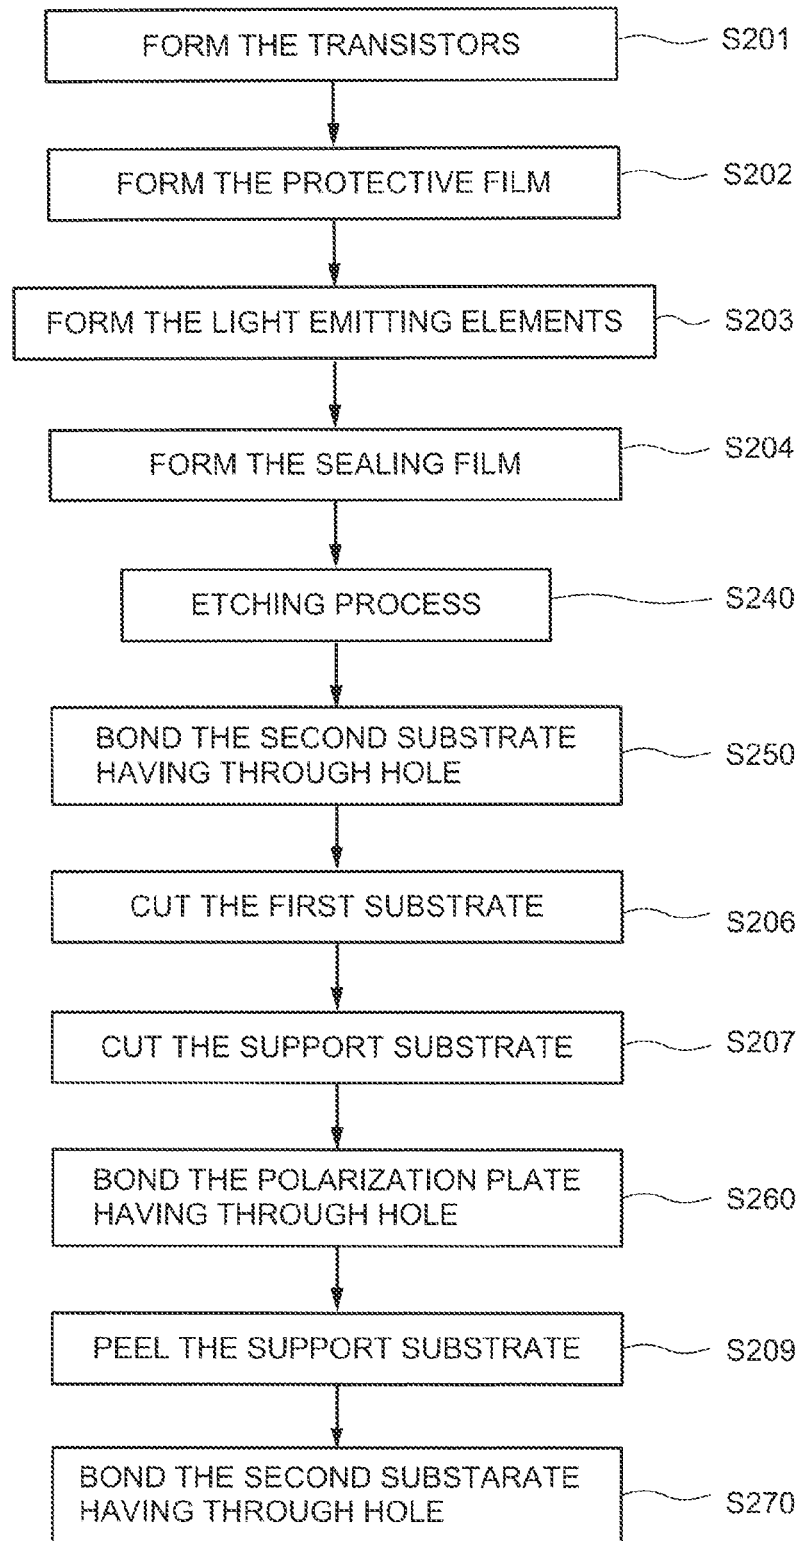 FORM THE TRANSISTORS S201
FORM THE PROTECTIVE FILM S202
FORM THE LIGHT EMITTING ELEMENTS S203
FORM THE SEALING FILM S204
ETCHING PROCESS S240
BOND THE SECOND SUBSTRATE
HAVING THROUGH HOLE S250
CUT THE FIRST SUBSTRATE S206
CUT THE SUPPORT SUBSTRATE S207
BOND THE POLARIZATION PLATE
HAVING THROUGH HOLE S260
PEEL THE SUPPORT SUBSTRATE S209
BOND THE SECOND SUBSTARATE
HAVING THROUGH HOLE S270